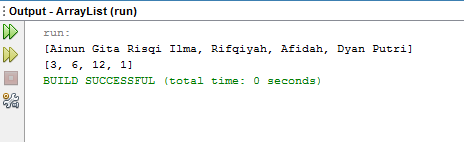 Output - ArrayList (run)
run:
[Ainun Gita Risqi Ilma, Rifqiyah, Afidah, Dyan Putri]
[3, 6, 12, 1]
BUILD SUCCESSFUL (total time: 0 seconds)